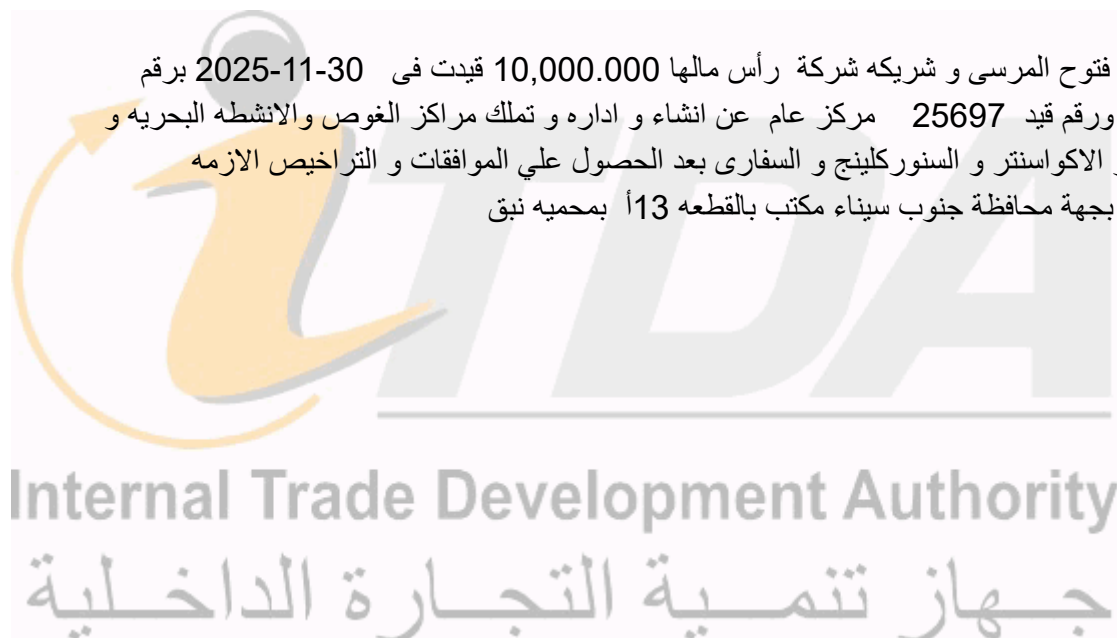 فتوح المرسى و شريكه شركة رأس مالها 10,000.000 قيدت فى 30-11-2025 برقم
ورقم قيد 25697 مركز عام عن انشاء و اداره و تملك مراكز الغوص والانشطه البحريه و
الاكواسنتر و السنوركلينج و السفارى بعد الحصول علي الموافقات و التراخيص الازمه
بجهة محافظة جنوب سيناء مكتب بالقطعه 13أ بمحميه نبق
iTDA
Internal Trade Development Authority
جهاز تنمية التجارة الداخلية